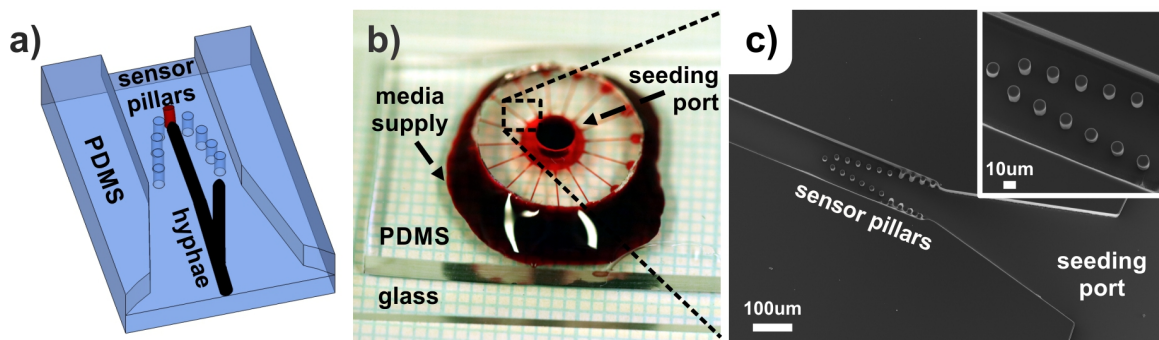 a)
sensor
pillars
PDMS
hyphae
b)
media
supply
seeding
port
PDMS
glass
c)
10um
sensor pillars
seeding
port
100um